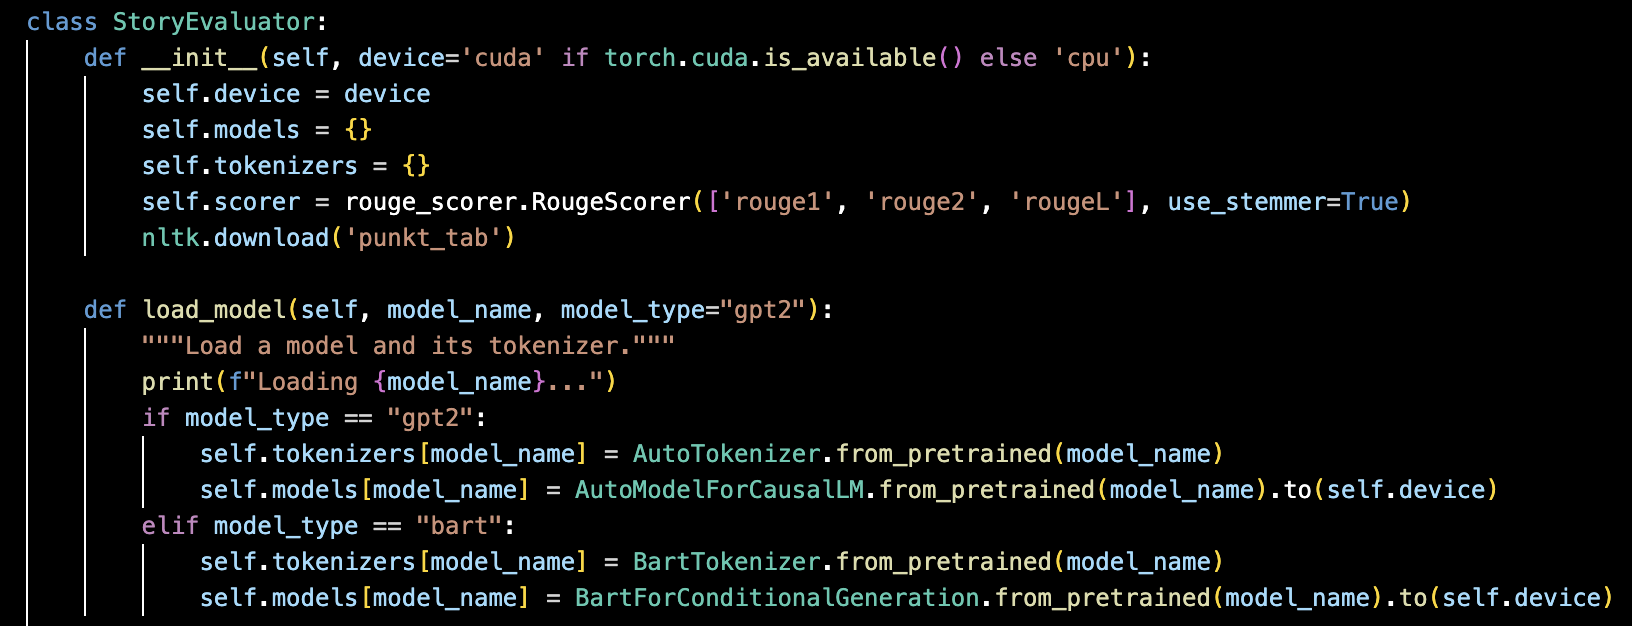 class StoryEvaluator:
    def __init__(self, device='cuda' if torch.cuda.is_available() else 'cpu'):
        self.device = device
        self.models = {}
        self.tokenizers = {}
        self.scorer = rouge_scorer.RougeScorer(['rouge1', 'rouge2', 'rougeL'], use_stemmer=True)
        nltk.download('punkt_tab')

    def load_model(self, model_name, model_type="gpt2"):
        """Load a model and its tokenizer."""
        print(f"Loading {model_name}...")
        if model_type == "gpt2":
            self.tokenizers[model_name] = AutoTokenizer.from_pretrained(model_name)
            self.models[model_name] = AutoModelForCausalLM.from_pretrained(model_name).to(self.device)
        elif model_type == "bart":
            self.tokenizers[model_name] = BartTokenizer.from_pretrained(model_name)
            self.models[model_name] = BartForConditionalGeneration.from_pretrained(model_name).to(self.device)